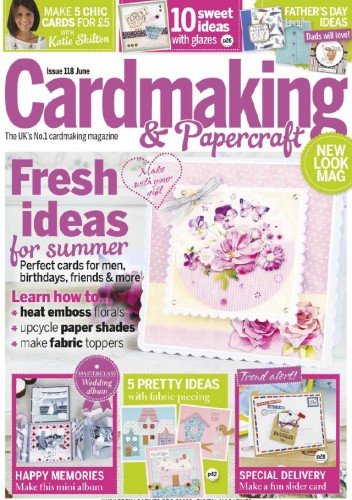 MAKE 5 CHIC
CARDS FOR £5
WITH
Katie Skilton
10 sweet
ideas
with glazes p26
FATHER'S DAY
IDEAS
Dads will love!
Issue 118 June
Cardmaking
& Papercraft
The UK's No.1 cardmaking magazine
NEW
LOOK
MAG
Make with
your
gift
Fresh
ideas
for summer
Perfect cards for men,
birthdays, friends & more!
Learn how to...
* heat emboss florals
* upcycle paper shades
* make fabric toppers
MASTERCLASS
Wedding
album
HAPPY MEMORIES
Make this mini album
5 PRETTY IDEAS
with fabric piecing
p42
Trend alert!
p28
SPECIAL DELIVERY
Make a fun slider card